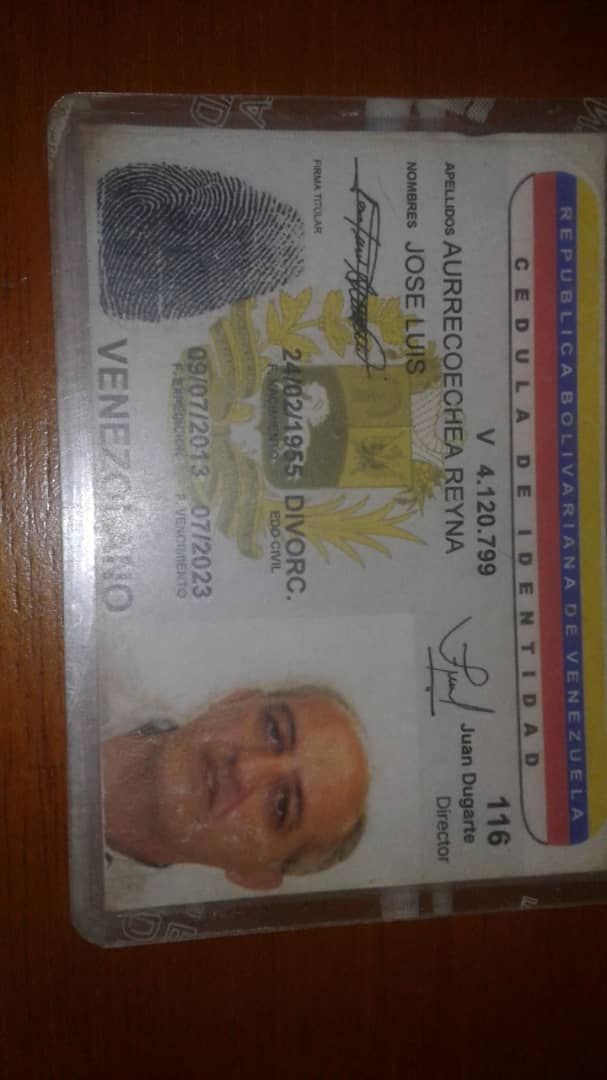 REPUBLICA BOLIVARIANA DE VENEZUELA
CEDULA DE IDENTIDAD
V 4.120.799
116
Juan Dugarte
Director
APELLIDOS AURRECOECHEA REYNA
NOMBRES JOSE LUIS
FIRMA TITULAR
24/02/1955 DIVORC.
F. NACIMIENTO EDO CIVIL
09/07/2013 07/2023
F. EXPEDICION F. VENCIMIENTO
VENEZOLANO